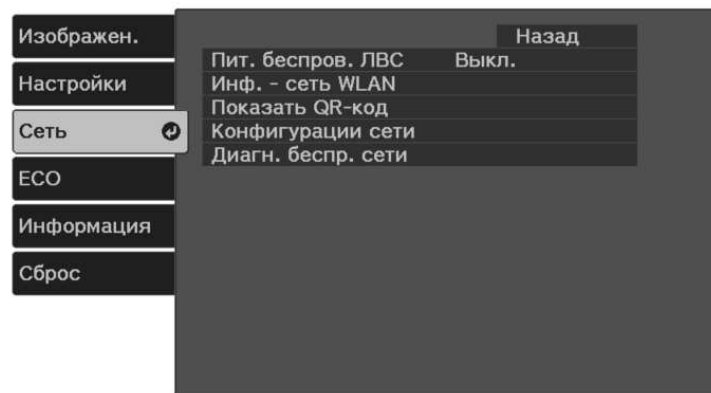 Изображен.
Настройки
Сеть
ECO
Информация
Сброс
Назад
Пит. беспров. ЛВС Выкл.
Инф. - сеть WLAN
Показать QR-код
Конфигурации сети
Диагн. беспр. сети